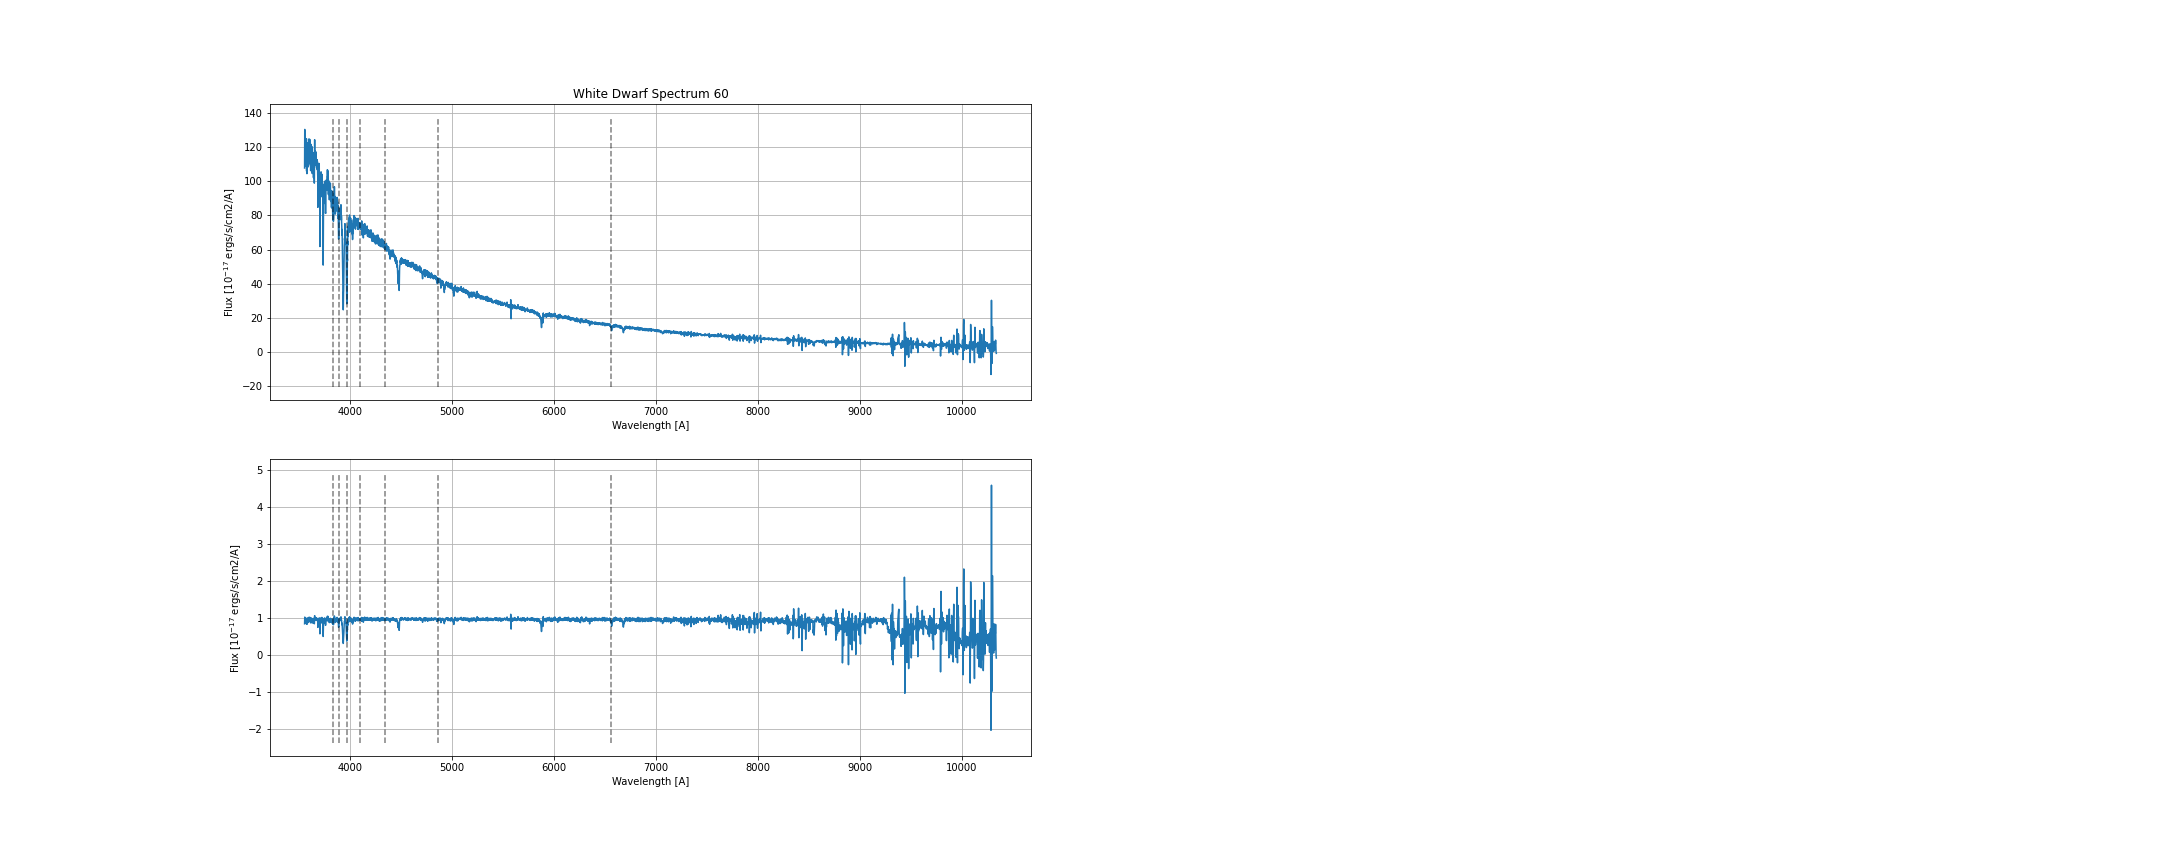 White Dwarf Spectrum 60
140
120
100
80
60
40
20
0
−20
Flux [10⁻¹⁷ ergs/s/cm2/A]
4000 5000 6000 7000 8000 9000 10000
Wavelength [A]
5
4
3
2
1
0
−1
−2
Flux [10⁻¹⁷ ergs/s/cm2/A]
4000 5000 6000 7000 8000 9000 10000
Wavelength [A]